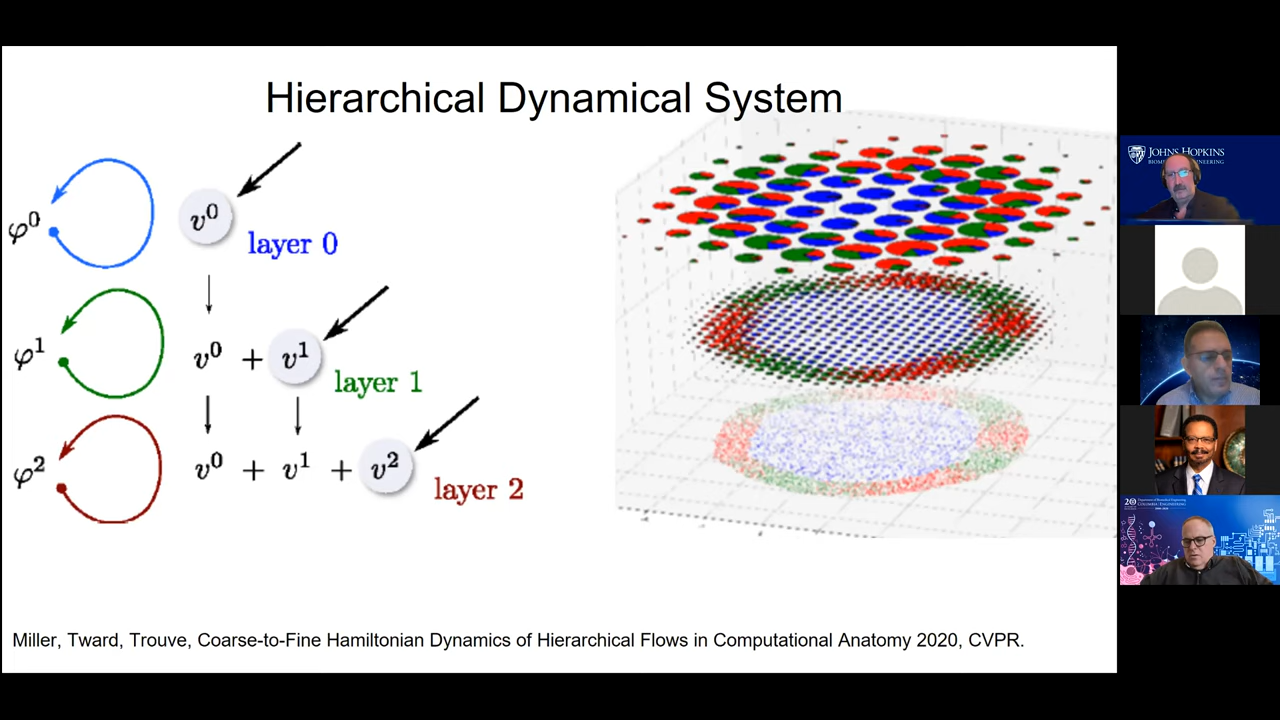 Hierarchical Dynamical System
φ⁰
v⁰
layer 0
φ¹
v⁰ + v¹
layer 1
φ²
v⁰ + v¹ + v²
layer 2
Miller, Tward, Trouve, Coarse-to-Fine Hamiltonian Dynamics of Hierarchical Flows in Computational Anatomy 2020, CVPR.
JOHNS HOPKINS